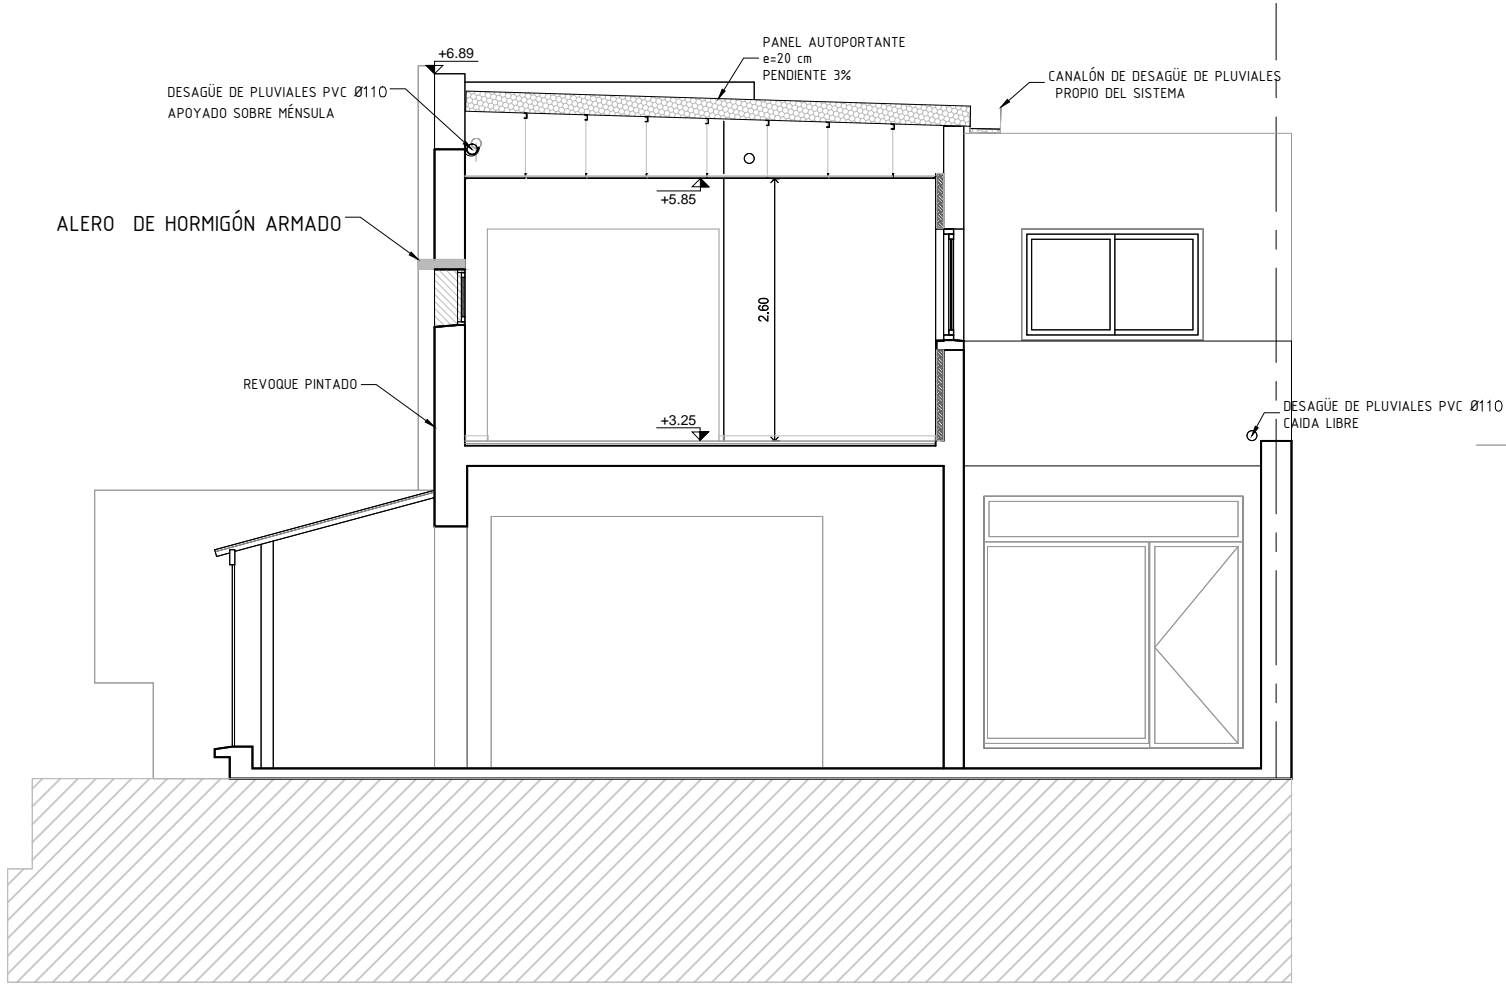 +6.89
PANEL AUTOPORTANTE
e=20 cm
PENDIENTE 3%
CANALÓN DE DESAGÜE DE PLUVIALES
PROPIO DEL SISTEMA
DESAGÜE DE PLUVIALES PVC Ø110
APOYADO SOBRE MÉNSULA
+5.85
ALERO DE HORMIGÓN ARMADO
2.60
REVOQUE PINTADO
+3.25
DESAGÜE DE PLUVIALES PVC Ø110
CAIDA LIBRE